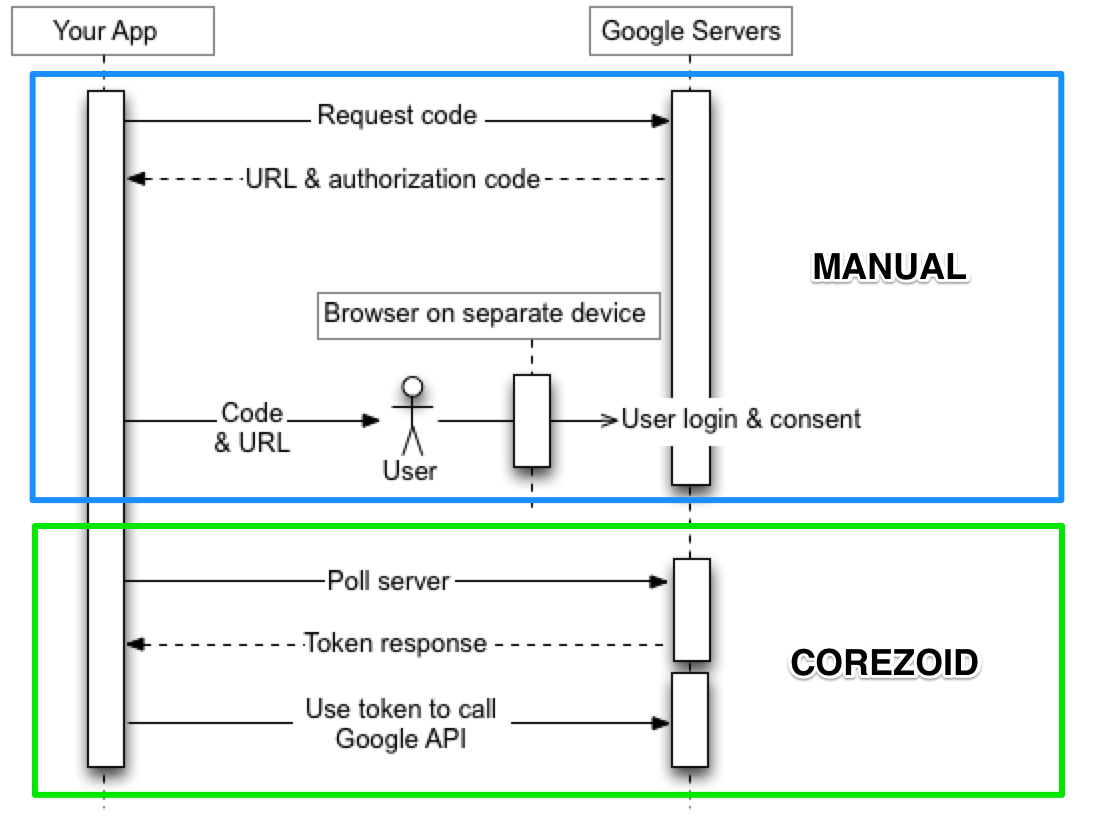 Your App
Google Servers
Request code
URL & authorization code
MANUAL
Browser on separate device
Code
& URL
User login & consent
User
Poll server
Token response
COREZOID
Use token to call
Google API